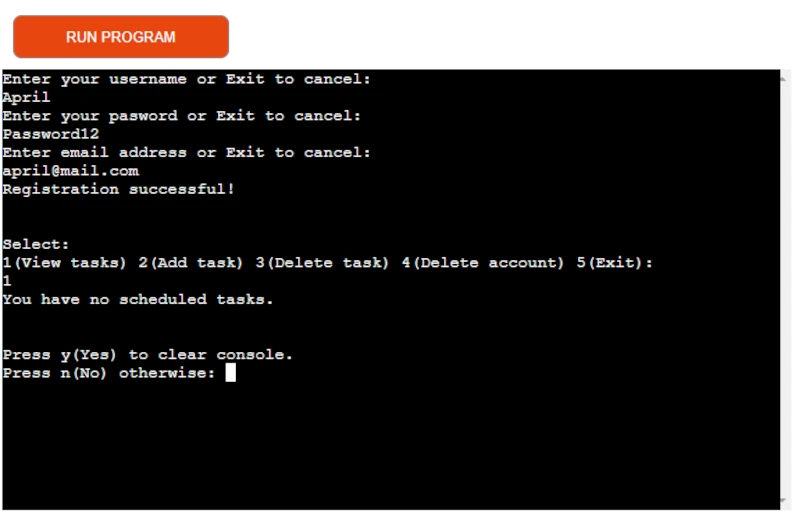 RUN PROGRAM
Enter your username or Exit to cancel:
April
Enter your pasword or Exit to cancel:
Password12
Enter email address or Exit to cancel:
april@mail.com
Registration successful!
Select:
1(View tasks) 2(Add task) 3(Delete task) 4(Delete account) 5(Exit):
1
You have no scheduled tasks.
Press y(Yes) to clear console.
Press n(No) otherwise: